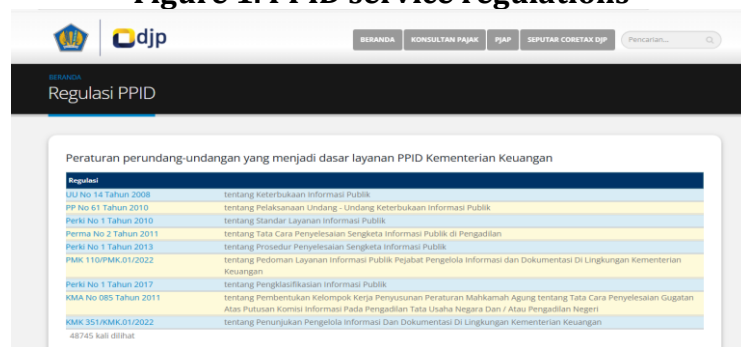 Figure 1. PPID service regulations
djp
BERANDA
KONSULTAN PAJAK
PJAP
SEPUTAR CORETAX DJP
Pencarian...
BERANDA
Regulasi PPID
Peraturan perundang-undangan yang menjadi dasar layanan PPID Kementerian Keuangan
Regulasi
UU No 14 Tahun 2008 tentang Keterbukaan Informasi Publik
PP No 61 Tahun 2010 tentang Pelaksanaan Undang - Undang Keterbukaan Informasi Publik
Perki No 1 Tahun 2010 tentang Standar Layanan Informasi Publik
Perma No 2 Tahun 2011 tentang Tata Cara Penyelesaian Sengketa Informasi Publik di Pengadilan
Perki No 1 Tahun 2013 tentang Prosedur Penyelesaian Sengketa Informasi Publik
PMK 110/PMK.01/2022 tentang Pedoman Layanan Informasi Publik Pejabat Pengelola Informasi dan Dokumentasi Di Lingkungan Kementerian
Keuangan
Perki No 1 Tahun 2017 tentang Pengklasifikasian Informasi Publik
KMA No 085 Tahun 2011 tentang Pembentukan Kelompok Kerja Penyusunan Peraturan Mahkamah Agung tentang Tata Cara Penyelesaian Gugatan
Atas Putusan Komisi Informasi Pada Pengadilan Tata Usaha Negara Dan / Atau Pengadilan Negeri
KMK 351/KMK.01/2022 tentang Penunjukan Pengelola Informasi Dan Dokumentasi Di Lingkungan Kementerian Keuangan
48745 kali dilihat